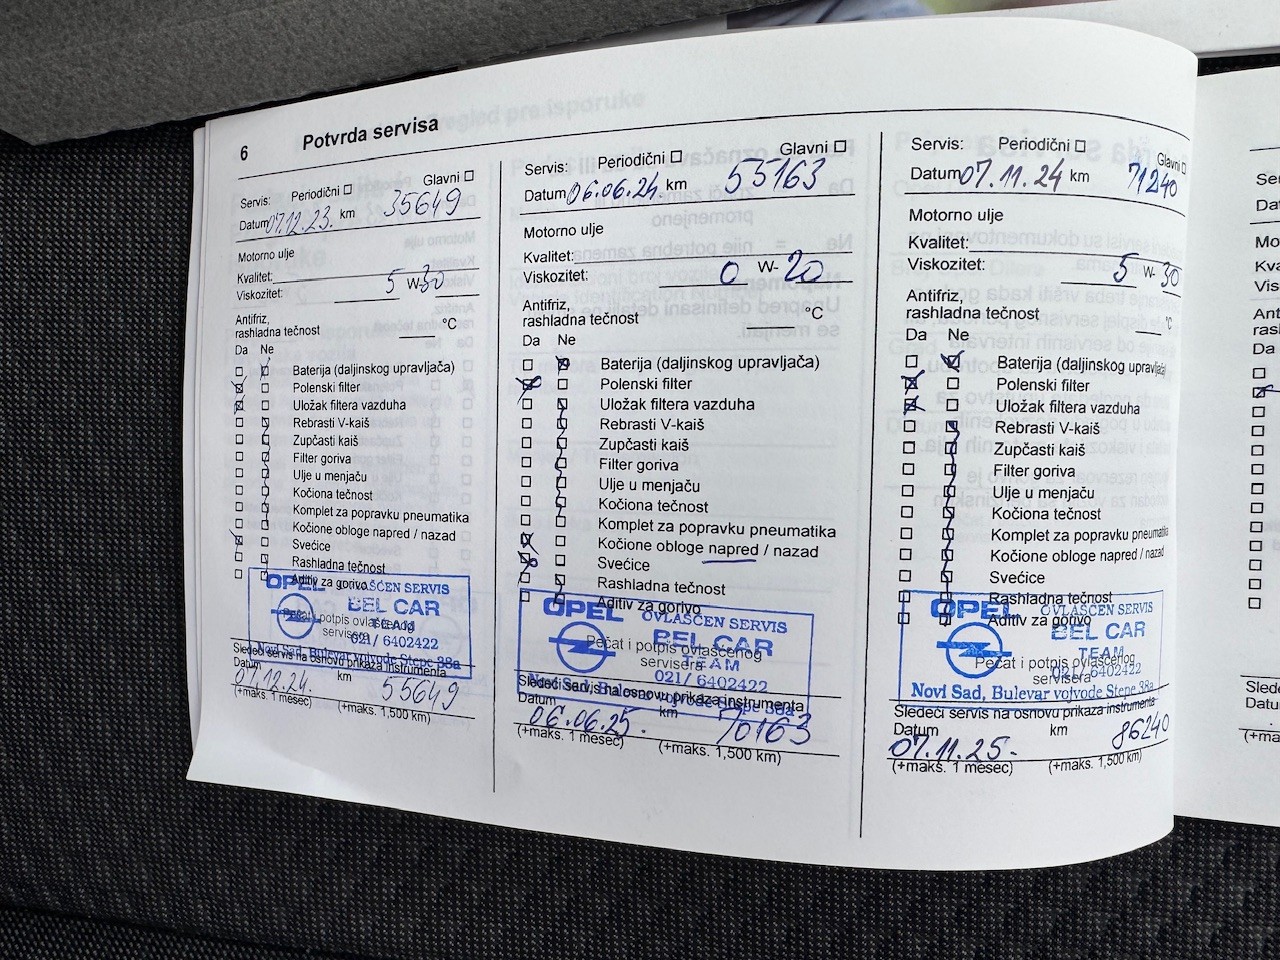 6
Potvrda servisa
Servis: Periodični Glavni
Datum 07.12.23. km 35649
Motorno ulje
Kvalitet:
Viskozitet: 5 W- 30
Antifriz,
rashladna tečnost °C
Da Ne
Baterija (daljinskog upravljača)
Polenski filter
Uložak filtera vazduha
Rebrasti V-kaiš
Zupčasti kaiš
Filter goriva
Ulje u menjaču
Kočiona tečnost
Komplet za popravku pneumatika
Kočione obloge napred / nazad
Svećice
Rashladna tečnost
Aditiv za gorivo
OPEL OVLAŠĆEN SERVIS
BEL CAR
TEAM
021/ 6402422
Novi Sad, Bulevar vojvode Stepe 38a
Pečat i potpis ovlašćenog
servisera
Sledeći servis na osnovu prikaza instrumenta
Datum km
07.12.24. 55649
(+maks. 1 mesec) (+maks. 1,500 km)
Servis: Periodični Glavni
Datum 06.06.24. km 55163
Motorno ulje
Kvalitet:
Viskozitet: 0 W- 20
Antifriz,
rashladna tečnost °C
Da Ne
Baterija (daljinskog upravljača)
Polenski filter
Uložak filtera vazduha
Rebrasti V-kaiš
Zupčasti kaiš
Filter goriva
Ulje u menjaču
Kočiona tečnost
Komplet za popravku pneumatika
Kočione obloge napred / nazad
Svećice
Rashladna tečnost
Aditiv za gorivo
OPEL OVLAŠĆEN SERVIS
BEL CAR
TEAM
021/ 6402422
Novi Sad, Bulevar vojvode Stepe 38a
Pečat i potpis ovlašćenog
servisera
Sledeći servis na osnovu prikaza instrumenta
Datum km
06.06.25. 70163
(+maks. 1 mesec) (+maks. 1,500 km)
Servis: Periodični Glavni
Datum 07.11.24 km 71240
Motorno ulje
Kvalitet:
Viskozitet: 5 W- 30
Antifriz,
rashladna tečnost °C
Da Ne
Baterija (daljinskog upravljača)
Polenski filter
Uložak filtera vazduha
Rebrasti V-kaiš
Zupčasti kaiš
Filter goriva
Ulje u menjaču
Kočiona tečnost
Komplet za popravku pneumatika
Kočione obloge napred / nazad
Svećice
Rashladna tečnost
Aditiv za gorivo
OPEL OVLAŠĆEN SERVIS
BEL CAR
TEAM
021/ 6402422
Novi Sad, Bulevar vojvode Stepe 38a
Pečat i potpis ovlašćenog
servisera
Sledeći servis na osnovu prikaza instrumenta
Datum km
07.11.25. 86240
(+maks. 1 mesec) (+maks. 1,500 km)